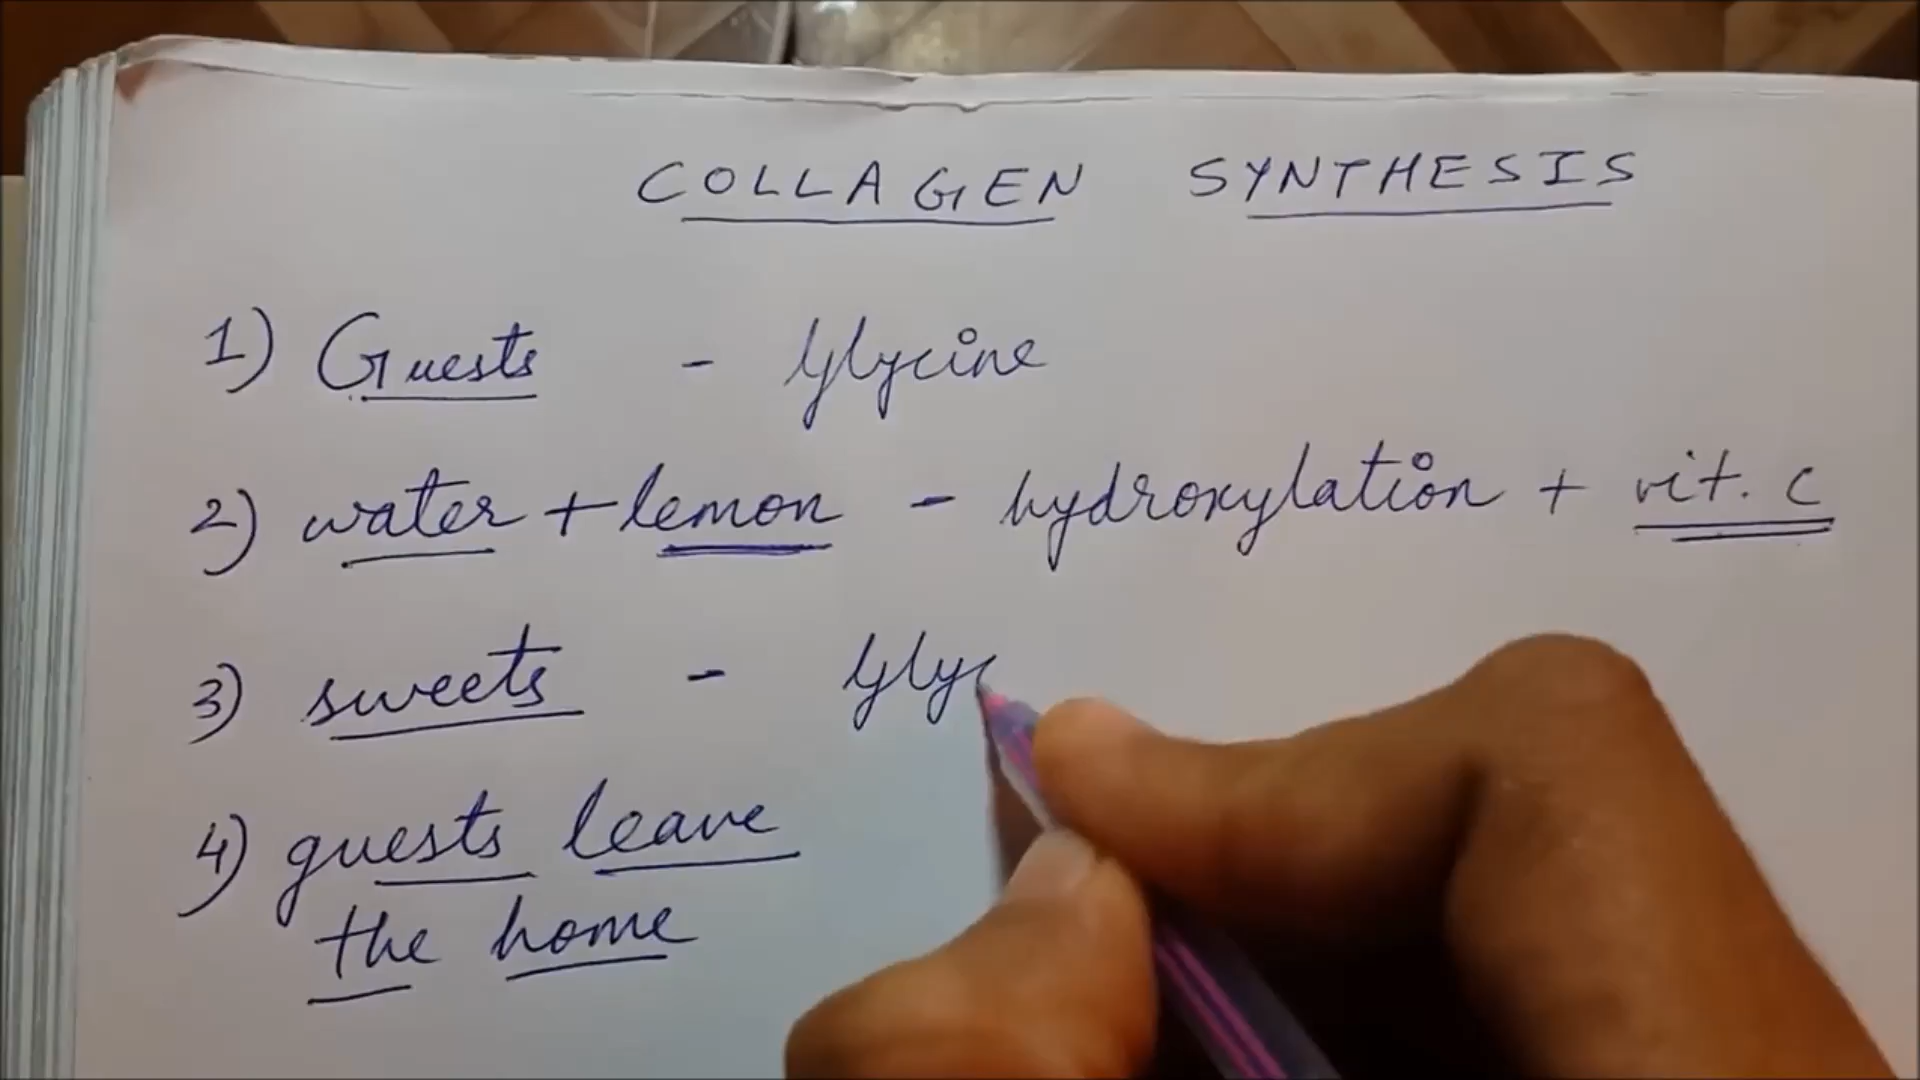 COLLAGEN SYNTHESIS
1) Guests - Glycine
2) water + lemon - hydroxylation + vit. C
3) sweets - Glyc
4) guests leave
the home